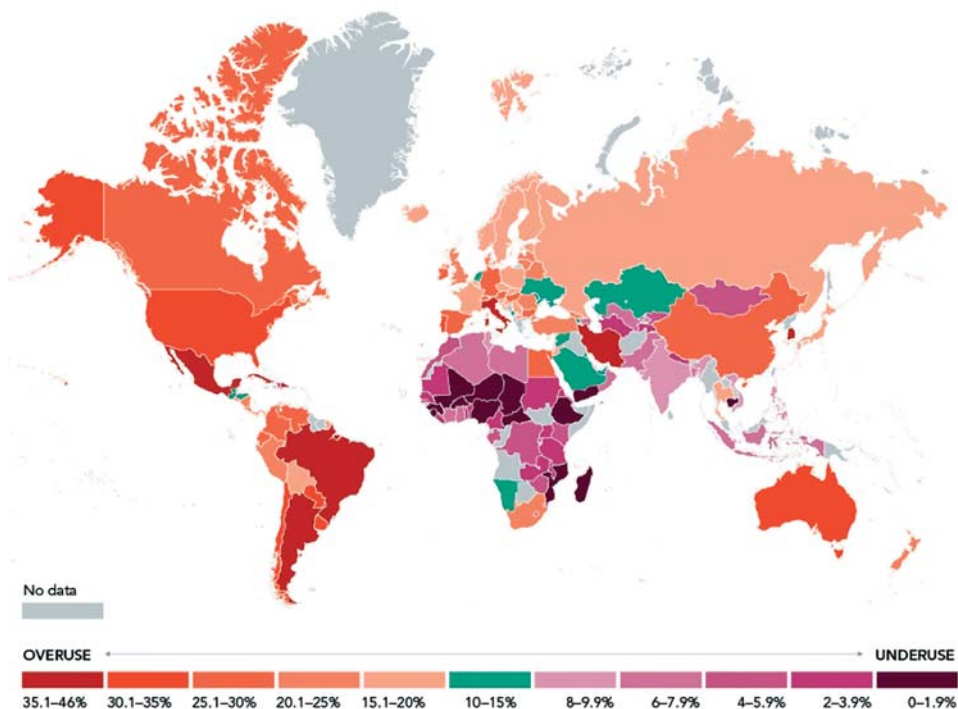 No data
OVERUSE UNDERUSE
35.1–46% 30.1–35% 25.1–30% 20.1–25% 15.1–20% 10–15% 8–9.9% 6–7.9% 4–5.9% 2–3.9% 0–1.9%